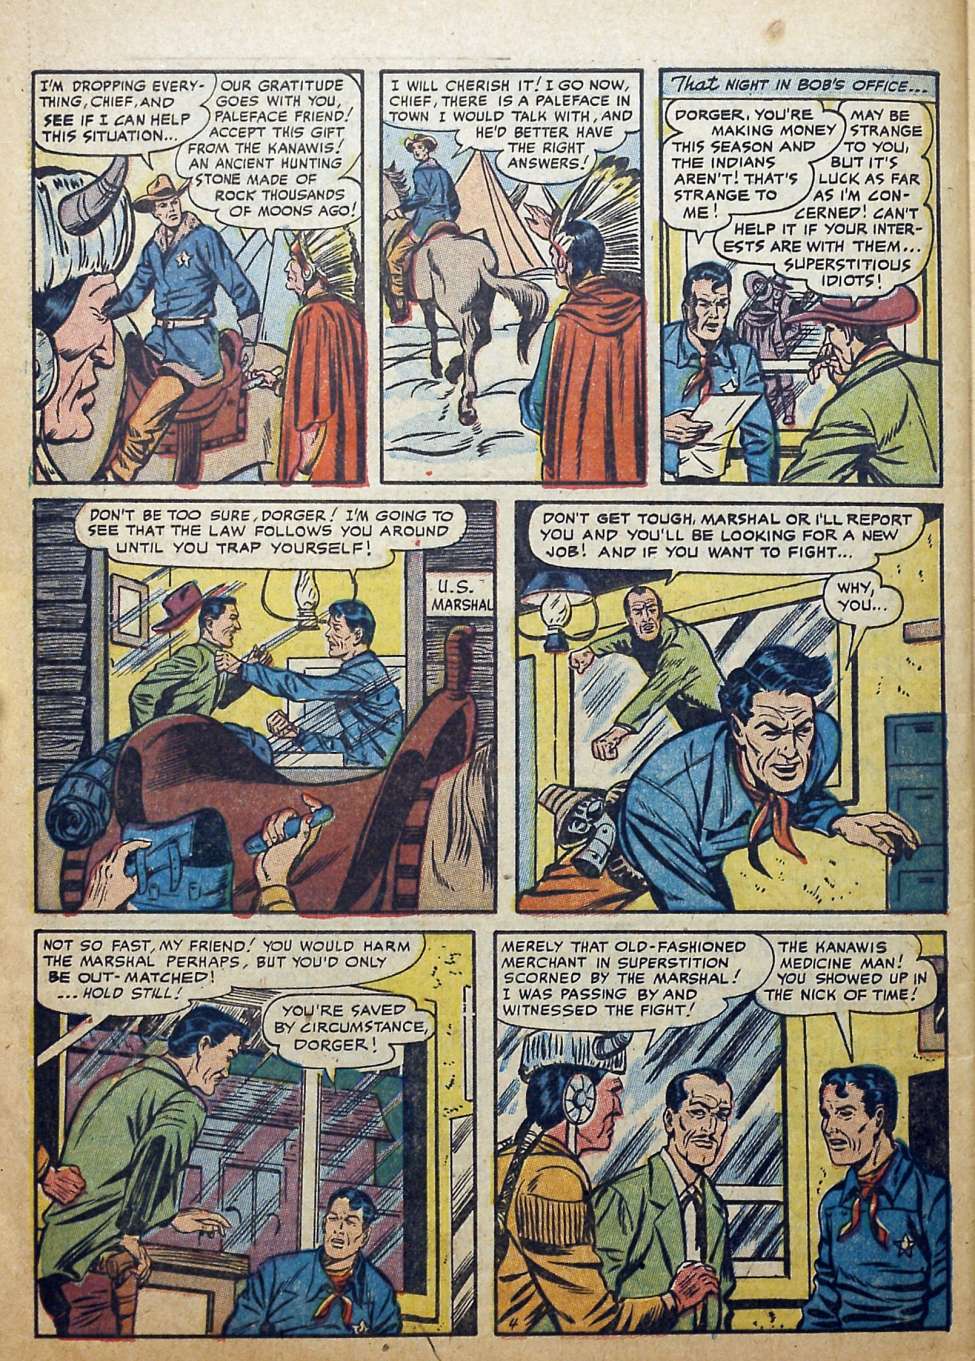 I'M DROPPING EVERY-
THING, CHIEF, AND
SEE IF I CAN HELP
THIS SITUATION...
OUR GRATITUDE
GOES WITH YOU,
PALEFACE FRIEND!
ACCEPT THIS GIFT
FROM THE KANAWIS!
AN ANCIENT HUNTING
STONE MADE OF
ROCK THOUSANDS
OF MOONS AGO!
I WILL CHERISH IT! I GO NOW,
CHIEF, THERE IS A PALEFACE IN
TOWN I WOULD TALK WITH, AND
HE'D BETTER HAVE
THE RIGHT
ANSWERS!
That NIGHT IN BOB'S OFFICE...
DORGER, YOU'RE
MAKING MONEY
THIS SEASON AND
THE INDIANS
AREN'T! THAT'S
STRANGE TO
ME!
MAY BE
STRANGE
TO YOU,
BUT IT'S
LUCK AS FAR
AS I'M CON-
CERNED! CAN'T
HELP IT IF YOUR INTER-
ESTS ARE WITH THEM...
SUPERSTITIOUS
IDIOTS!
DON'T BE TOO SURE, DORGER! I'M GOING TO
SEE THAT THE LAW FOLLOWS YOU AROUND
UNTIL YOU TRAP YOURSELF!
U.S.
MARSHAL
DON'T GET TOUGH, MARSHAL OR I'LL REPORT
YOU AND YOU'LL BE LOOKING FOR A NEW
JOB! AND IF YOU WANT TO FIGHT...
WHY,
YOU...
NOT SO FAST, MY FRIEND! YOU WOULD HARM
THE MARSHAL PERHAPS, BUT YOU'D ONLY
BE OUT-MATCHED!
...HOLD STILL!
YOU'RE SAVED
BY CIRCUMSTANCE,
DORGER!
MERELY THAT OLD-FASHIONED
MERCHANT IN SUPERSTITION
SCORNED BY THE MARSHAL!
I WAS PASSING BY AND
WITNESSED THE FIGHT!
THE KANAWIS
MEDICINE MAN!
YOU SHOWED UP IN
THE NICK OF TIME!
4